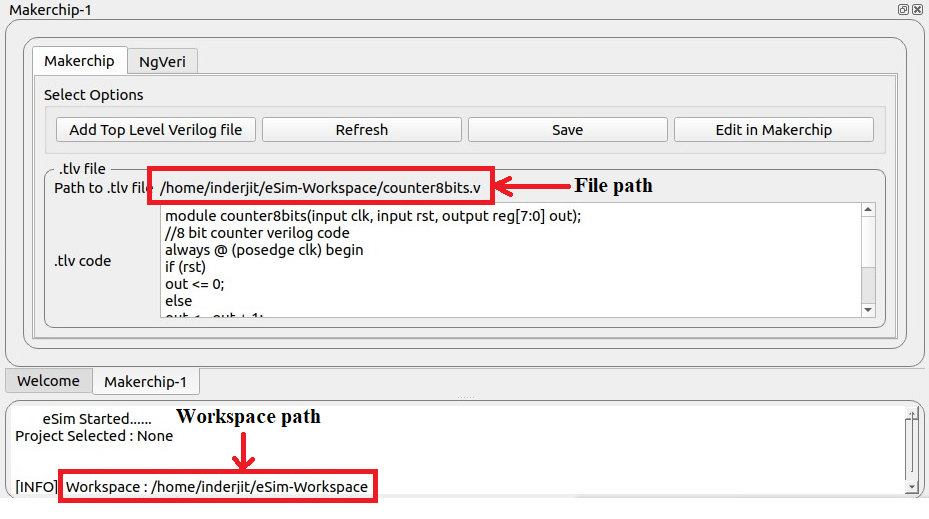 Makerchip-1
Makerchip NgVeri
Select Options
Add Top Level Verilog file Refresh Save Edit in Makerchip
.tlv file
Path to .tlv file /home/inderjit/eSim-Workspace/counter8bits.v File path
module counter8bits(input clk, input rst, output reg[7:0] out);
//8 bit counter verilog code
always @ (posedge clk) begin
.tlv code
if (rst)
out <= 0;
else
out <= out + 1;
Welcome Makerchip-1
eSim Started...... Workspace path
Project Selected : None
[INFO] Workspace : /home/inderjit/eSim-Workspace